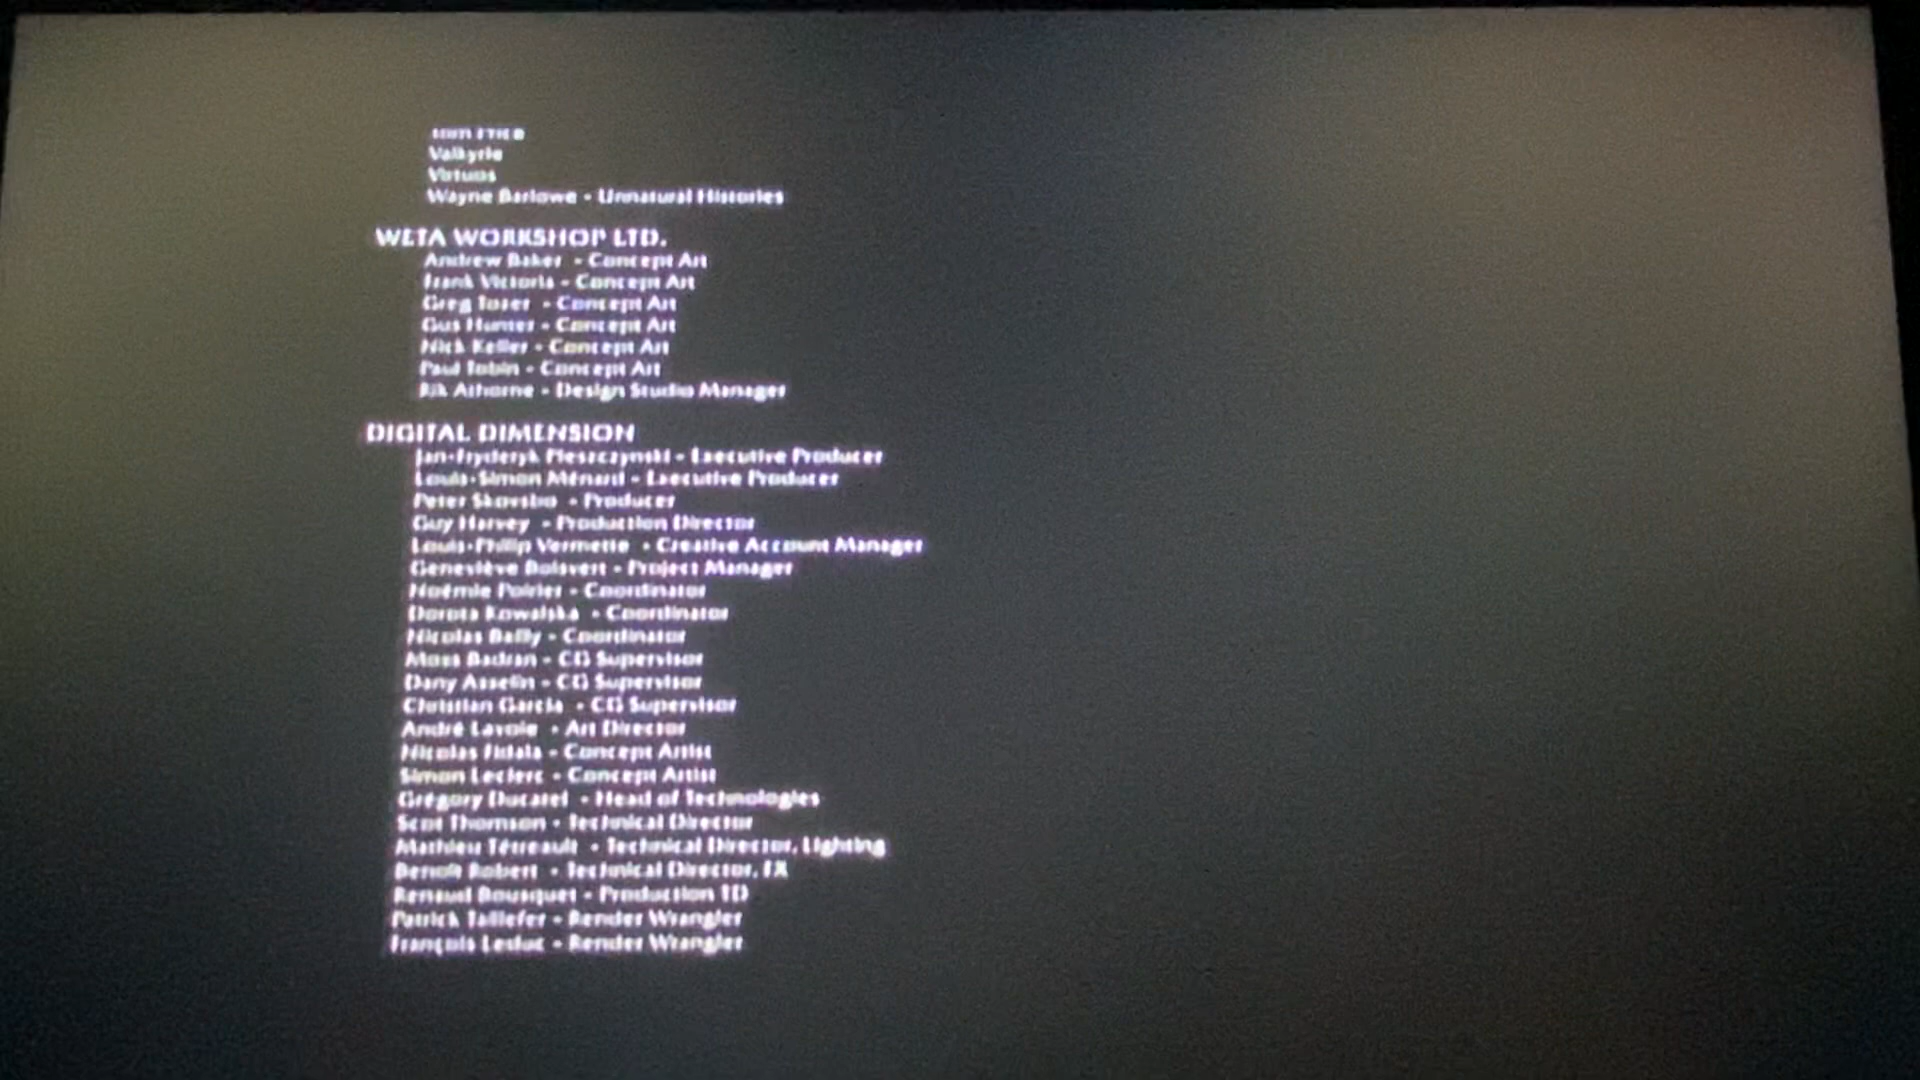 Valkyrie
Virtuos
Wayne Barlowe - Unnatural Histories
WETA WORKSHOP LTD.
Andrew Baker - Concept Art
Frank Victoria - Concept Art
Greg Tozer - Concept Art
Gus Hunter - Concept Art
Nick Keller - Concept Art
Paul Tobin - Concept Art
Rik Athorne - Design Studio Manager
DIGITAL DIMENSION
Jan-Fryderyk Pleszczynski - Executive Producer
Louis-Simon Ménard - Executive Producer
Peter Skovsbo - Producer
Guy Harvey - Production Director
Louis-Philip Vermette - Creative Account Manager
Geneviève Boisvert - Project Manager
Noémie Poirier - Coordinator
Dorota Kowalska - Coordinator
Nicolas Bailly - Coordinator
Moss Badran - CG Supervisor
Dany Asselin - CG Supervisor
Christian Garcia - CG Supervisor
André Lavoie - Art Director
Nicolas - Concept Artist
Simon Leclerc - Concept Artist
Grégory Ducatel - Head of Technologies
Scot Thomson - Technical Director
Mathieu Tétreault - Technical Director, Lighting
Benoît Robert - Technical Director, FX
Renaud Bousquet - Production TD
Patrick Taillefer - Render Wrangler
François Leduc - Render Wrangler